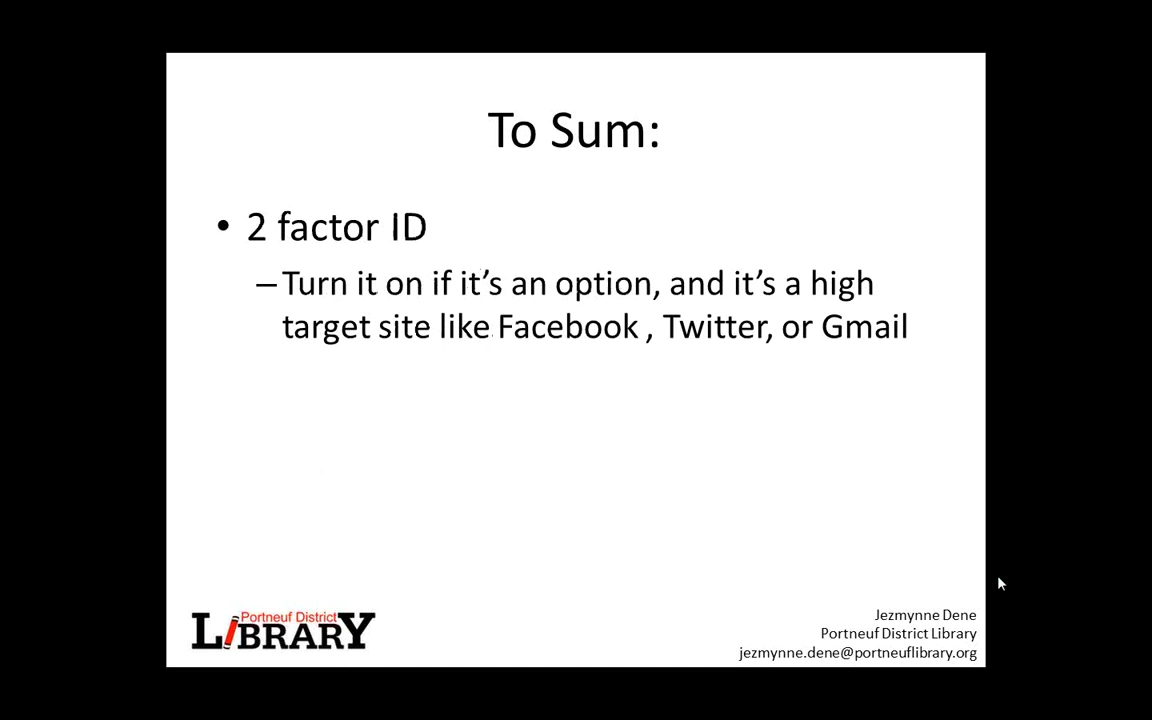 To Sum:
• 2 factor ID
– Turn it on if it’s an option, and it’s a high
target site like Facebook , Twitter, or Gmail
Portneuf District
LIBRARY
Jezmynne Dene
Portneuf District Library
jezmynne.dene@portneuflibrary.org